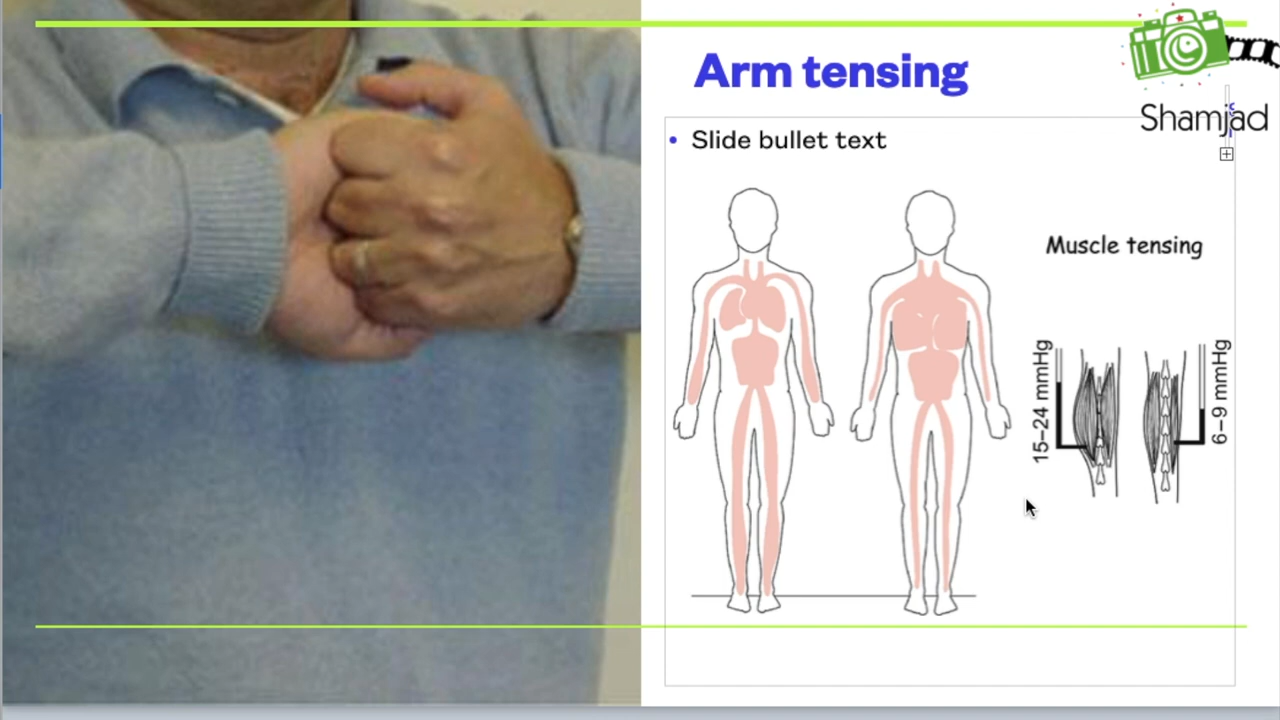 Arm tensing
Shamjad
• Slide bullet text
Muscle tensing
15–24 mmHg
6–9 mmHg